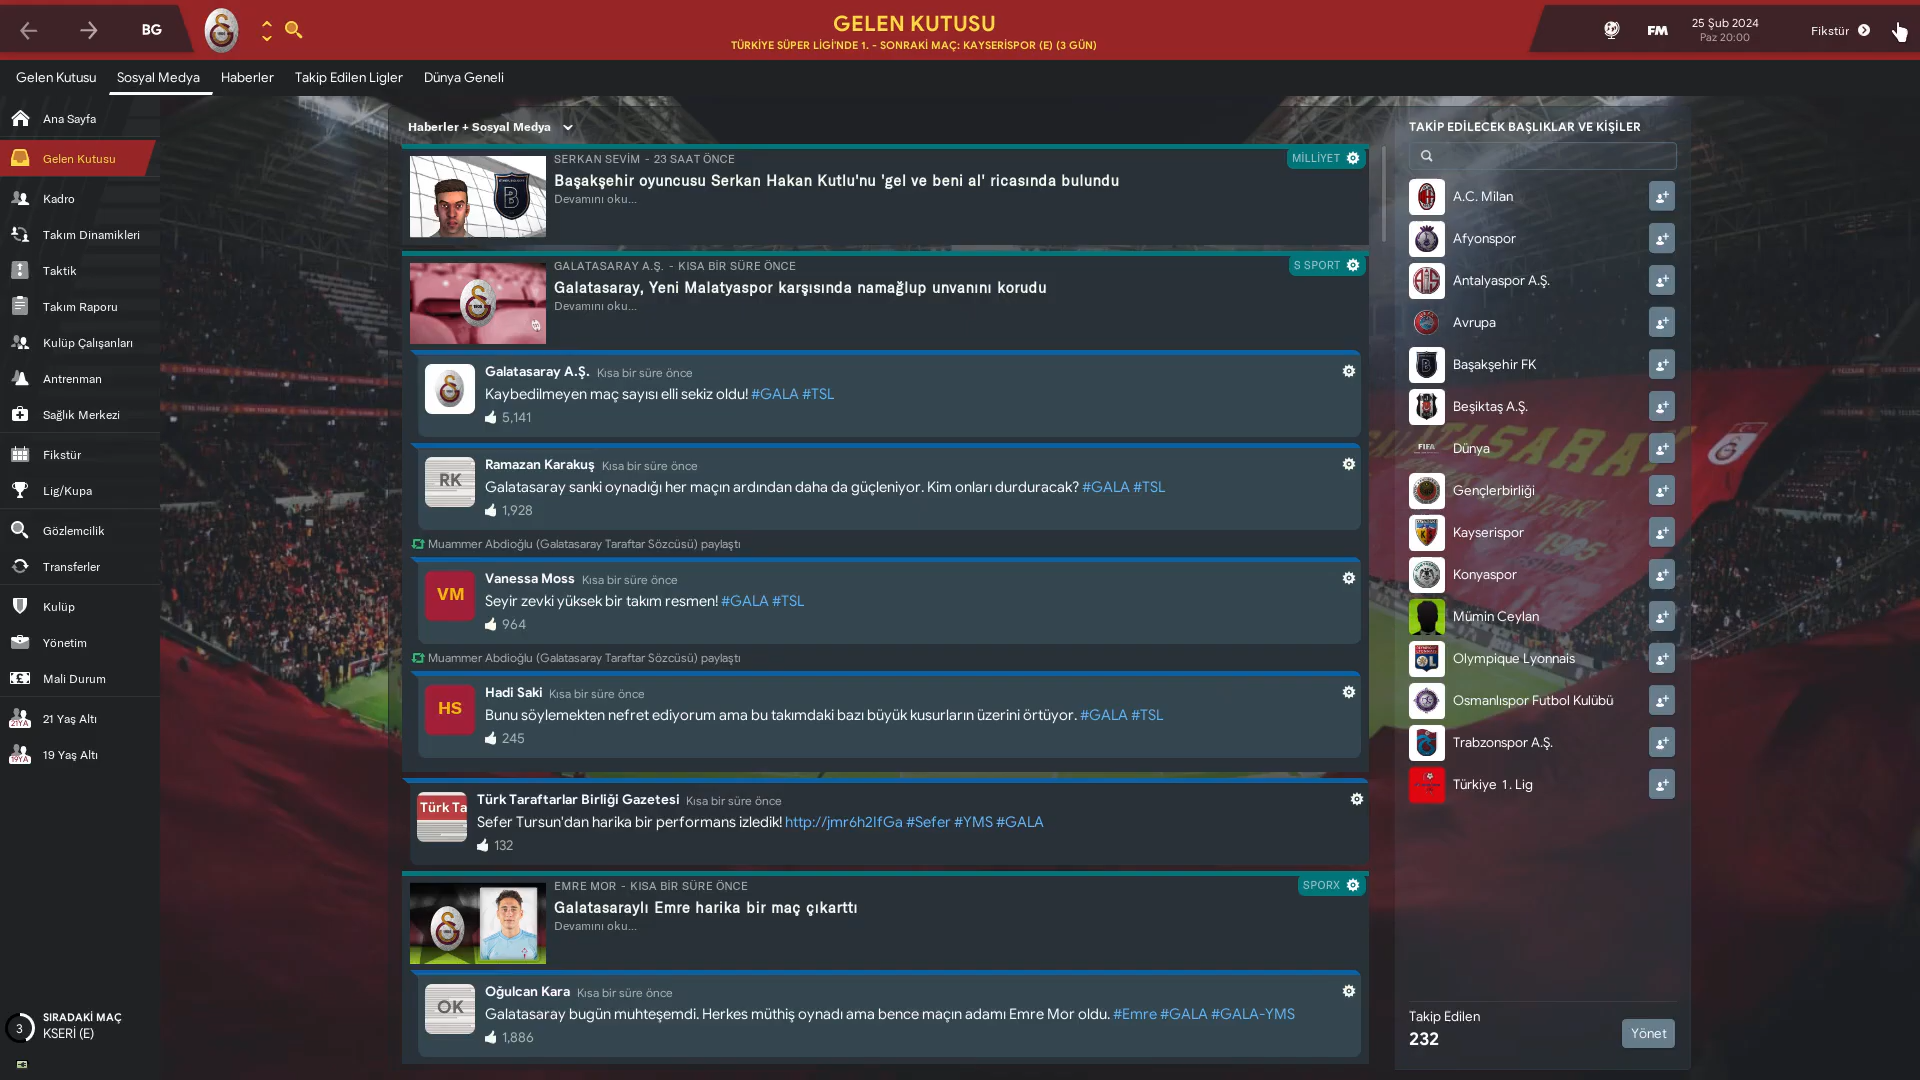 BG
GELEN KUTUSU
TÜRKİYE SÜPER LİGİ'NDE 1. - SONRAKİ MAÇ: KAYSERİSPOR (E) (3 GÜN)
FM
25 Şub 2024
Paz 20:00
Fikstür
Gelen Kutusu
Sosyal Medya
Haberler
Takip Edilen Ligler
Dünya Geneli
Ana Sayfa
Gelen Kutusu
Kadro
Takım Dinamikleri
Taktik
Takım Raporu
Kulüp Çalışanları
Antrenman
Sağlık Merkezi
Fikstür
Lig/Kupa
Gözlemcilik
Transferler
Kulüp
Yönetim
Mali Durum
21YA
21 Yaş Altı
19YA
19 Yaş Altı
3
SIRADAKİ MAÇ
KSERİ (E)
Haberler + Sosyal Medya
SERKAN SEVİM - 23 SAAT ÖNCE
MİLLİYET
Başakşehir oyuncusu Serkan Hakan Kutlu'nu 'gel ve beni al' ricasında bulundu
Devamını oku...
GALATASARAY A.Ş. - KISA BİR SÜRE ÖNCE
S SPORT
Galatasaray, Yeni Malatyaspor karşısında namağlup unvanını korudu
Devamını oku...
Galatasaray A.Ş. Kısa bir süre önce
Kaybedilmeyen maç sayısı elli sekiz oldu! #GALA #TSL
5,141
RK
Ramazan Karakuş Kısa bir süre önce
Galatasaray sanki oynadığı her maçın ardından daha da güçleniyor. Kim onları durduracak? #GALA #TSL
1,928
Muammer Abdioğlu (Galatasaray Taraftar Sözcüsü) paylaştı
VM
Vanessa Moss Kısa bir süre önce
Seyir zevki yüksek bir takım resmen! #GALA #TSL
964
Muammer Abdioğlu (Galatasaray Taraftar Sözcüsü) paylaştı
HS
Hadi Saki Kısa bir süre önce
Bunu söylemekten nefret ediyorum ama bu takımdaki bazı büyük kusurların üzerini örtüyor. #GALA #TSL
245
Türk Ta
Türk Taraftarlar Birliği Gazetesi Kısa bir süre önce
Sefer Tursun'dan harika bir performans izledik! http://jmr6h2IfGa #Sefer #YMS #GALA
132
EMRE MOR - KISA BİR SÜRE ÖNCE
SPORX
Galatasaraylı Emre harika bir maç çıkarttı
Devamını oku...
OK
Oğulcan Kara Kısa bir süre önce
Galatasaray bugün muhteşemdi. Herkes müthiş oynadı ama bence maçın adamı Emre Mor oldu. #Emre #GALA #GALA-YMS
1,886
TAKİP EDİLECEK BAŞLIKLAR VE KİŞİLER
A.C. Milan
Afyonspor
Antalyaspor A.Ş.
Avrupa
Başakşehir FK
Beşiktaş A.Ş.
FIFA
Dünya
Gençlerbirliği
Kayserispor
Konyaspor
Mümin Ceylan
Olympique Lyonnais
Osmanlıspor Futbol Kulübü
Trabzonspor A.Ş.
Türkiye 1. Lig
Takip Edilen
232
Yönet